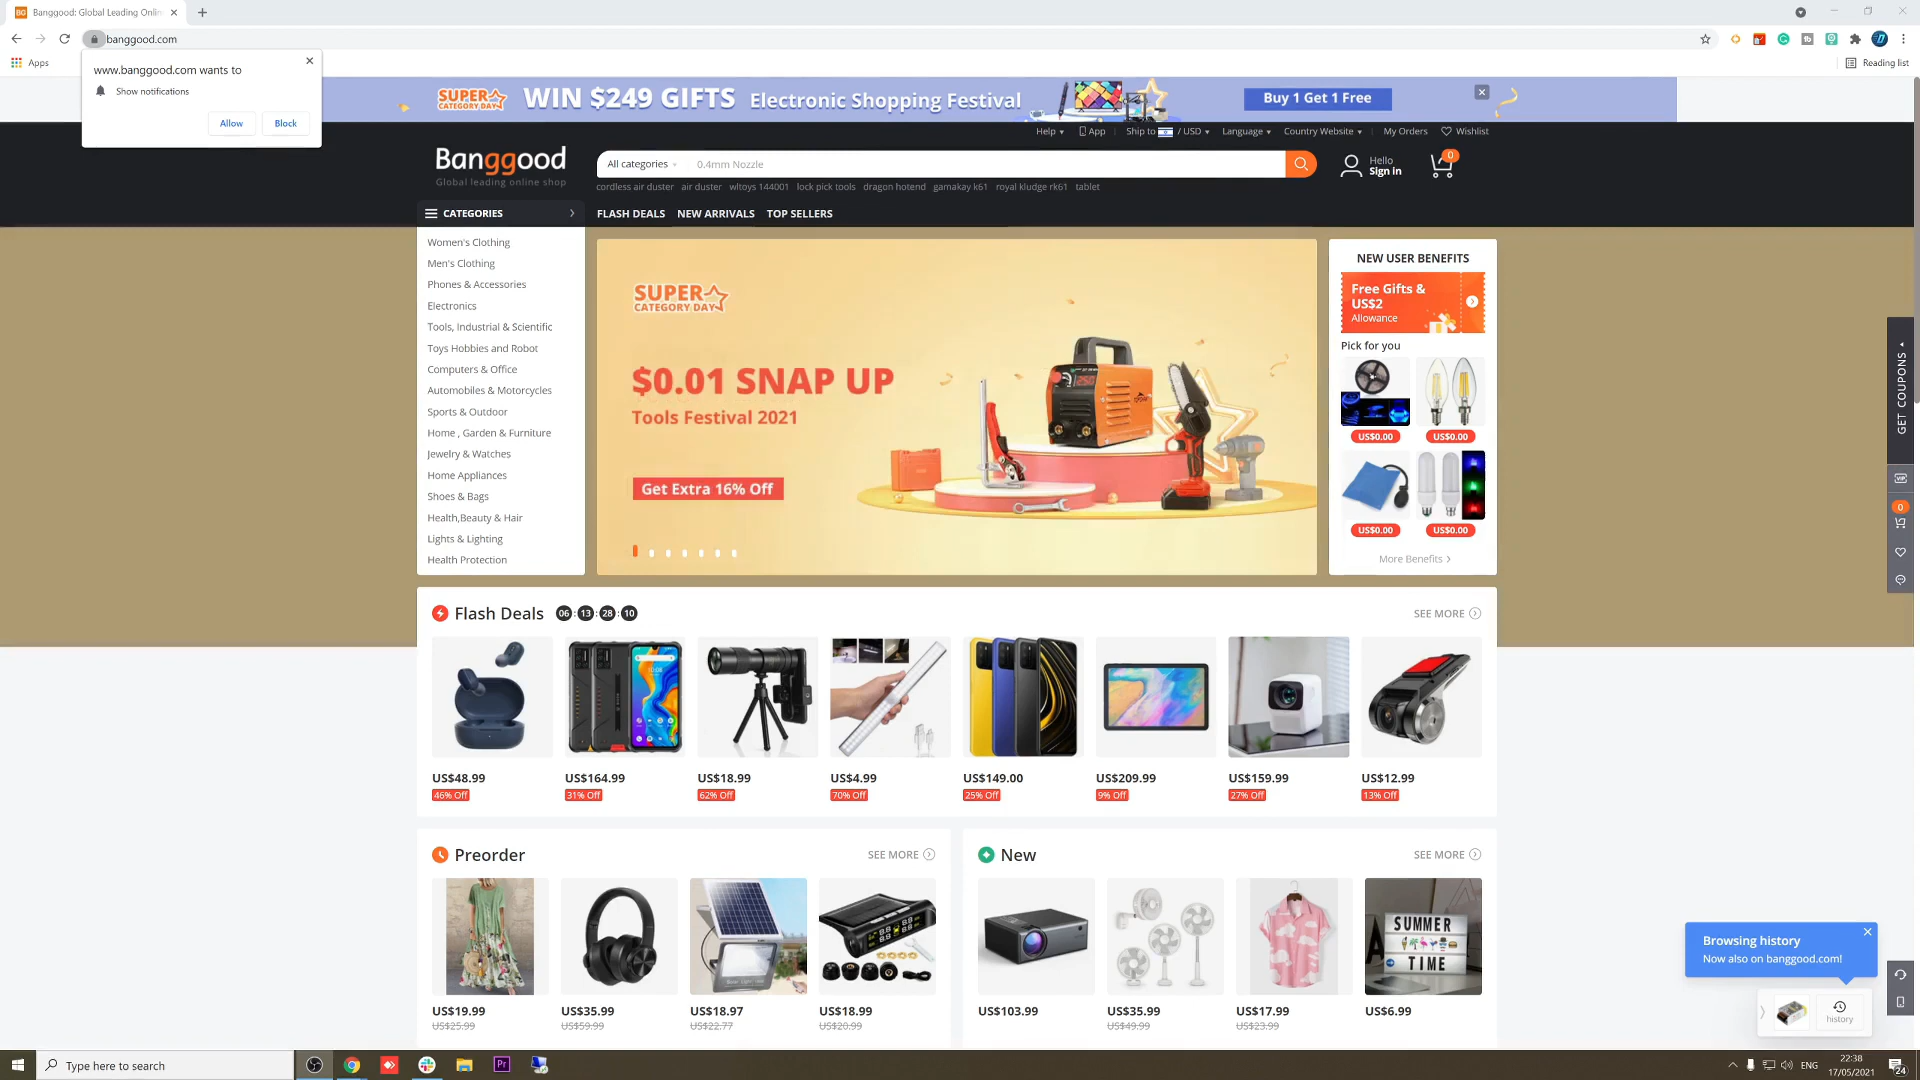 Banggood: Global Leading Onlin
banggood.com
Apps
Reading list
www.banggood.com wants to
Show notifications
Allow
Block
SUPER
CATEGORY DAY
WIN $249 GIFTS
Electronic Shopping Festival
Buy 1 Get 1 Free
Help
App
Ship to / USD
Language
Country Website
My Orders
Wishlist
Banggood
Global leading online shop
All categories
0.4mm Nozzle
Hello
Sign in
0
cordless air duster air duster wltoys 144001 lock pick tools dragon hotend gamakay k61 royal kludge rk61 tablet
CATEGORIES
FLASH DEALS NEW ARRIVALS TOP SELLERS
Women's Clothing
Men's Clothing
Phones & Accessories
Electronics
Tools, Industrial & Scientific
Toys Hobbies and Robot
Computers & Office
Automobiles & Motorcycles
Sports & Outdoor
Home , Garden & Furniture
Jewelry & Watches
Home Appliances
Shoes & Bags
Health,Beauty & Hair
Lights & Lighting
Health Protection
SUPER
CATEGORY DAY
$0.01 SNAP UP
Tools Festival 2021
Get Extra 16% Off
NEW USER BENEFITS
Free Gifts &
US$2
Allowance
Pick for you
US$0.00 US$0.00
US$0.00 US$0.00
More Benefits
GET COUPONS
VIP
0
Flash Deals 06 : 13 : 28 : 10
SEE MORE
US$48.99 US$164.99 US$18.99 US$4.99 US$149.00 US$209.99 US$159.99 US$12.99
46% Off 31% Off 62% Off 70% Off 25% Off 9% Off 27% Off 13% Off
Preorder
SEE MORE
US$19.99 US$35.99 US$18.97 US$18.99
US$25.99 US$59.99 US$22.77 US$20.99
New
SEE MORE
SUMMER
TIME
US$103.99 US$35.99 US$17.99 US$6.99
US$49.99 US$23.99
Browsing history
Now also on banggood.com!
history
Type here to search
Pr
ENG
22:38
17/05/2021
24